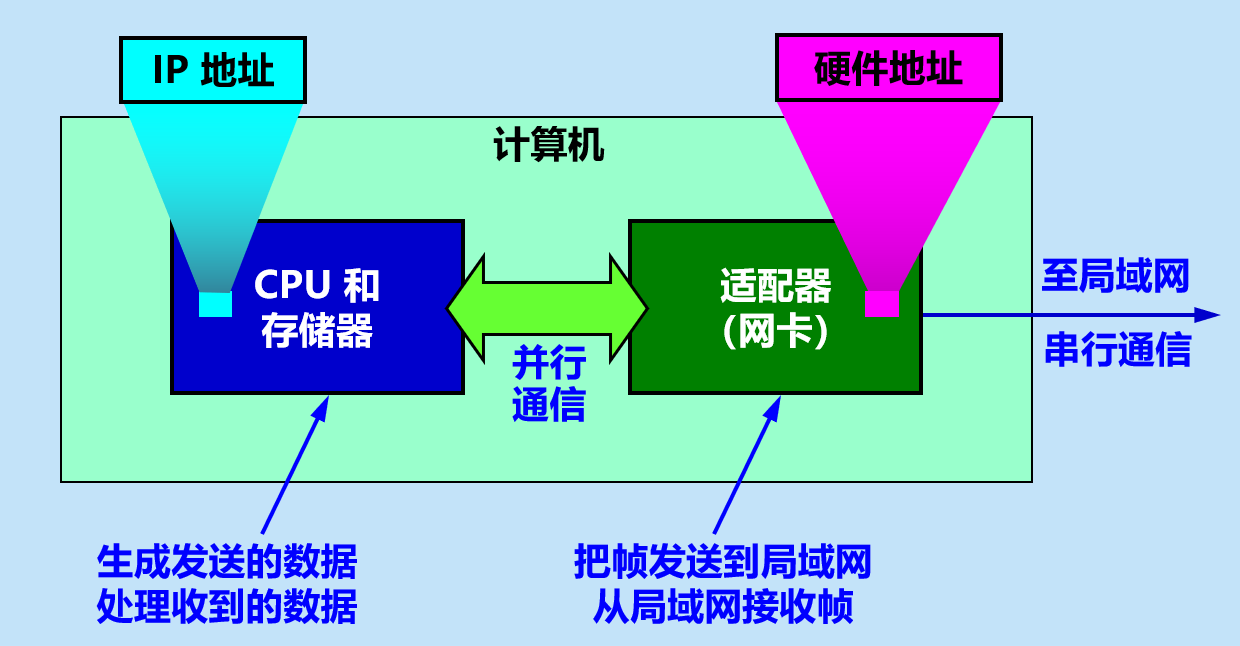 IP 地址
硬件地址
计算机
CPU 和
存储器
适配器
（网卡）
并行
通信
至局域网
串行通信
生成发送的数据
处理收到的数据
把帧发送到局域网
从局域网接收帧